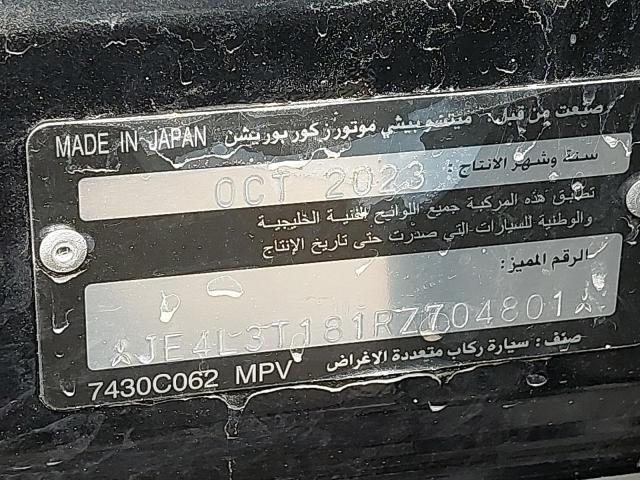 صنعت من قبل: ميتسوبيشي موتورز كوربوريشن MADE IN JAPAN
سنة وشهر الانتاج: OCT 2023
تطابق هذه المركبة جميع اللوائح الفنية الخليجية
والوطنية للسيارات التي صدرت حتى تاريخ الإنتاج
الرقم المميز:
JE4L3T181RZ704801
صنف: سيارة ركاب متعددة الاغراض 7430C062 MPV